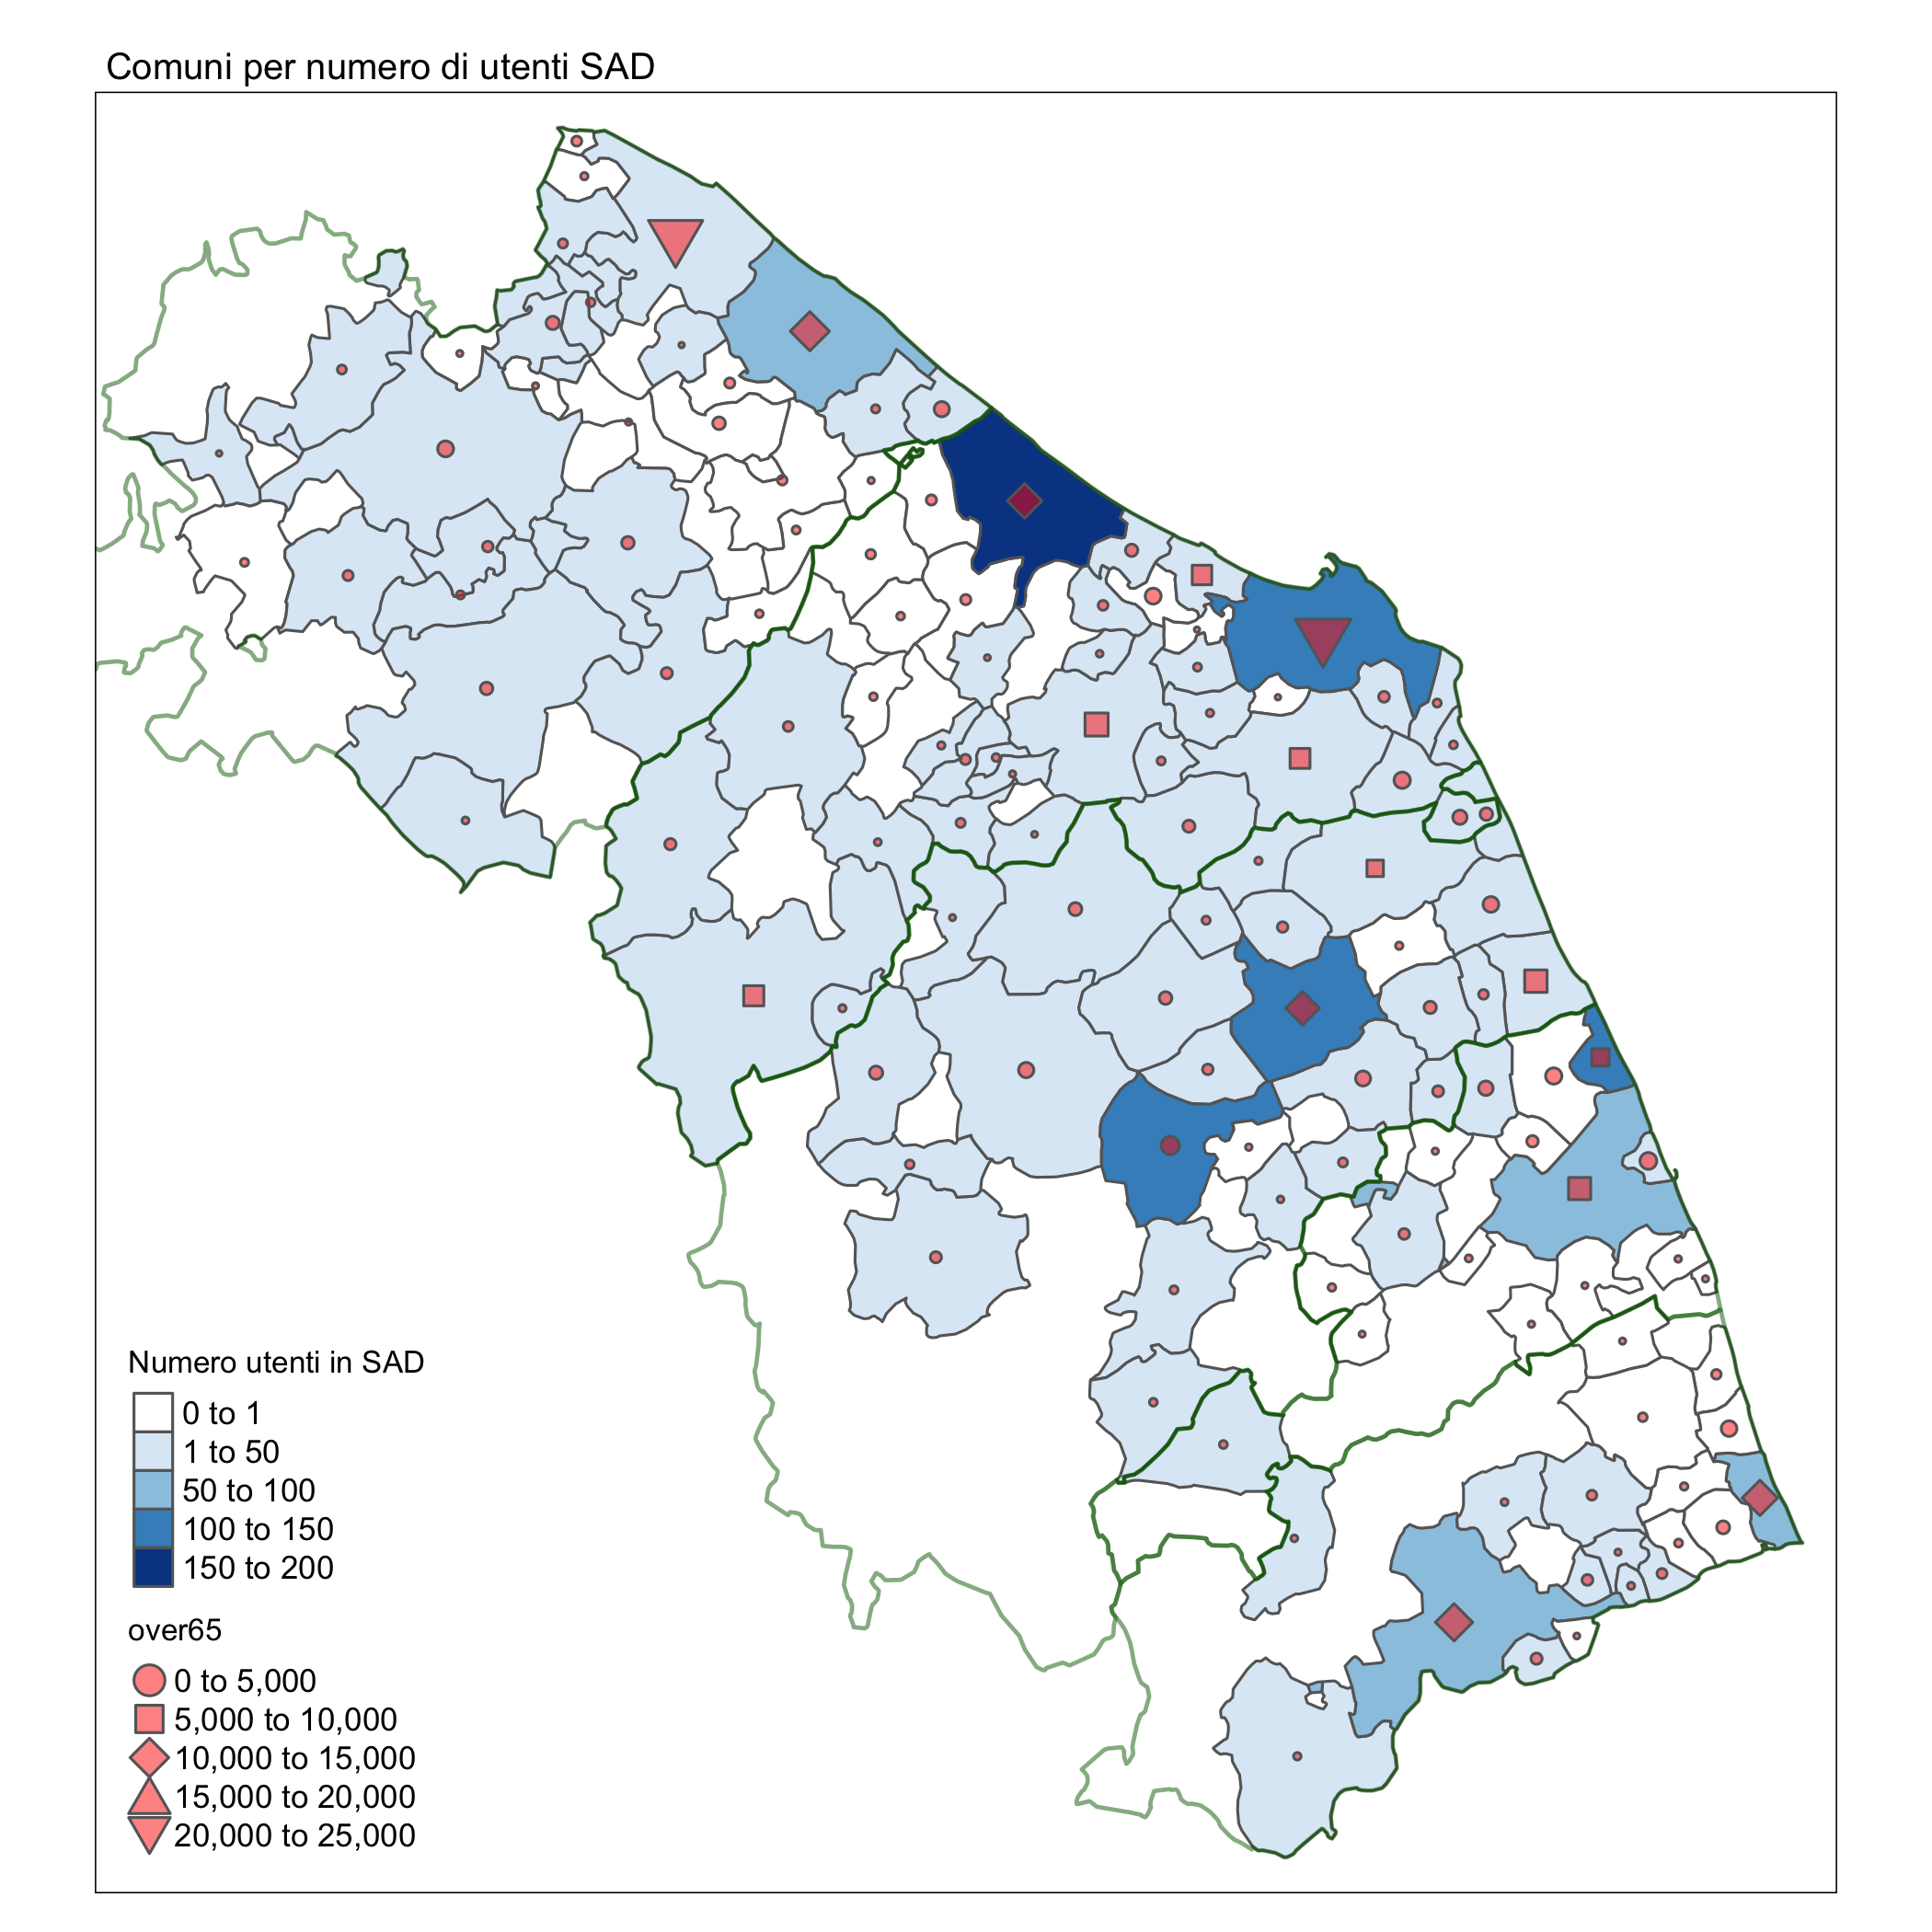 Comuni per numero di utenti SAD
Numero utenti in SAD
0 to 1
1 to 50
50 to 100
100 to 150
150 to 200
over65
0 to 5,000
5,000 to 10,000
10,000 to 15,000
15,000 to 20,000
20,000 to 25,000